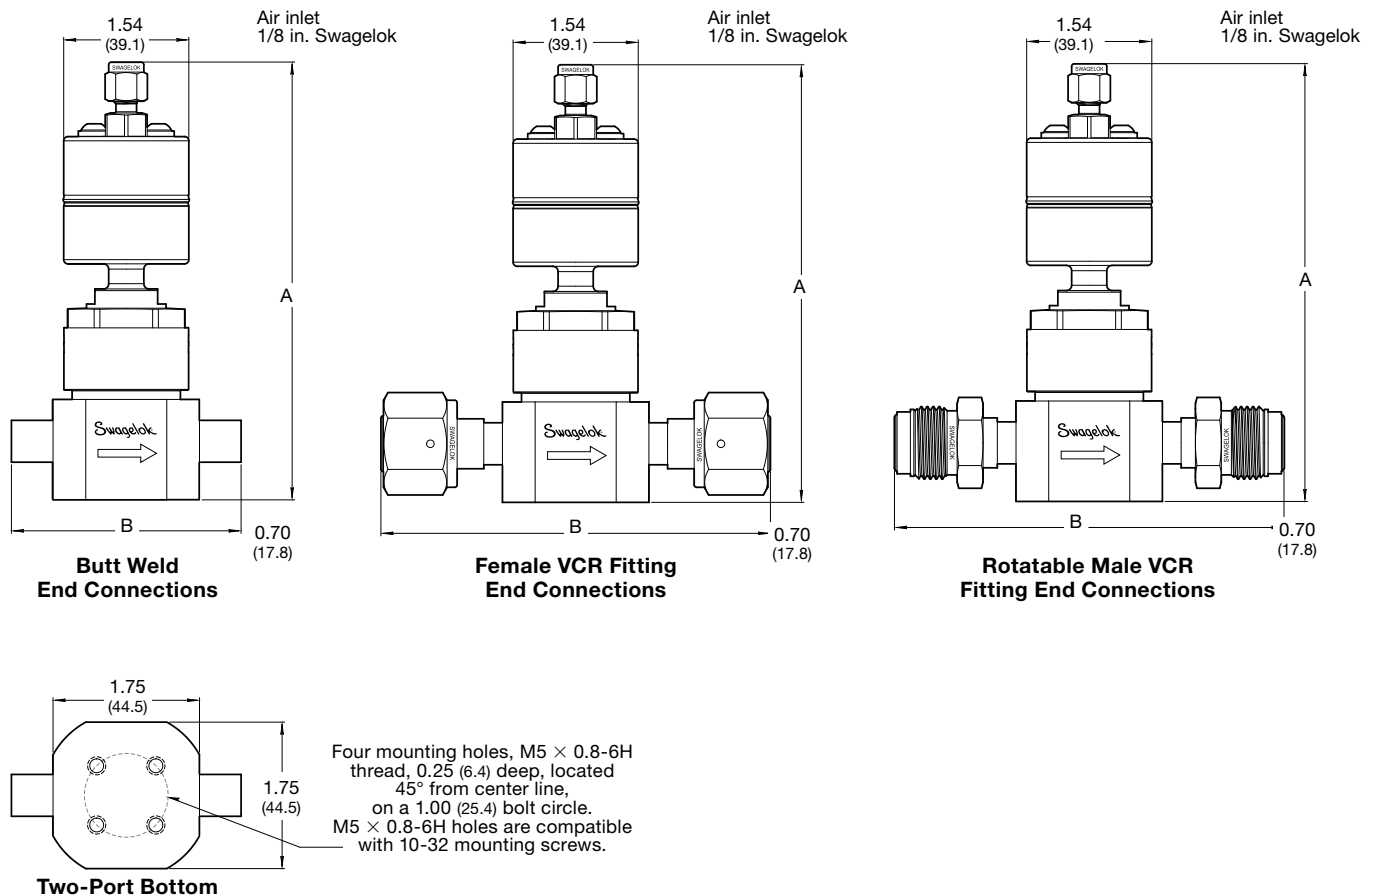 1.54
(39.1)
Air inlet
1/8 in. Swagelok
SWAGELOK
A
Swagelok
B
0.70
(17.8)
Butt Weld
End Connections
1.54
(39.1)
Air inlet
1/8 in. Swagelok
SWAGELOK
A
SWAGELOK
Swagelok
SWAGELOK
B
0.70
(17.8)
Female VCR Fitting
End Connections
1.54
(39.1)
Air inlet
1/8 in. Swagelok
SWAGELOK
A
SWAGELOK
Swagelok
SWAGELOK
B
0.70
(17.8)
Rotatable Male VCR
Fitting End Connections
1.75
(44.5)
1.75
(44.5)
Four mounting holes, M5 × 0.8-6H
thread, 0.25 (6.4) deep, located
45° from center line,
on a 1.00 (25.4) bolt circle.
M5 × 0.8-6H holes are compatible
with 10-32 mounting screws.
Two-Port Bottom